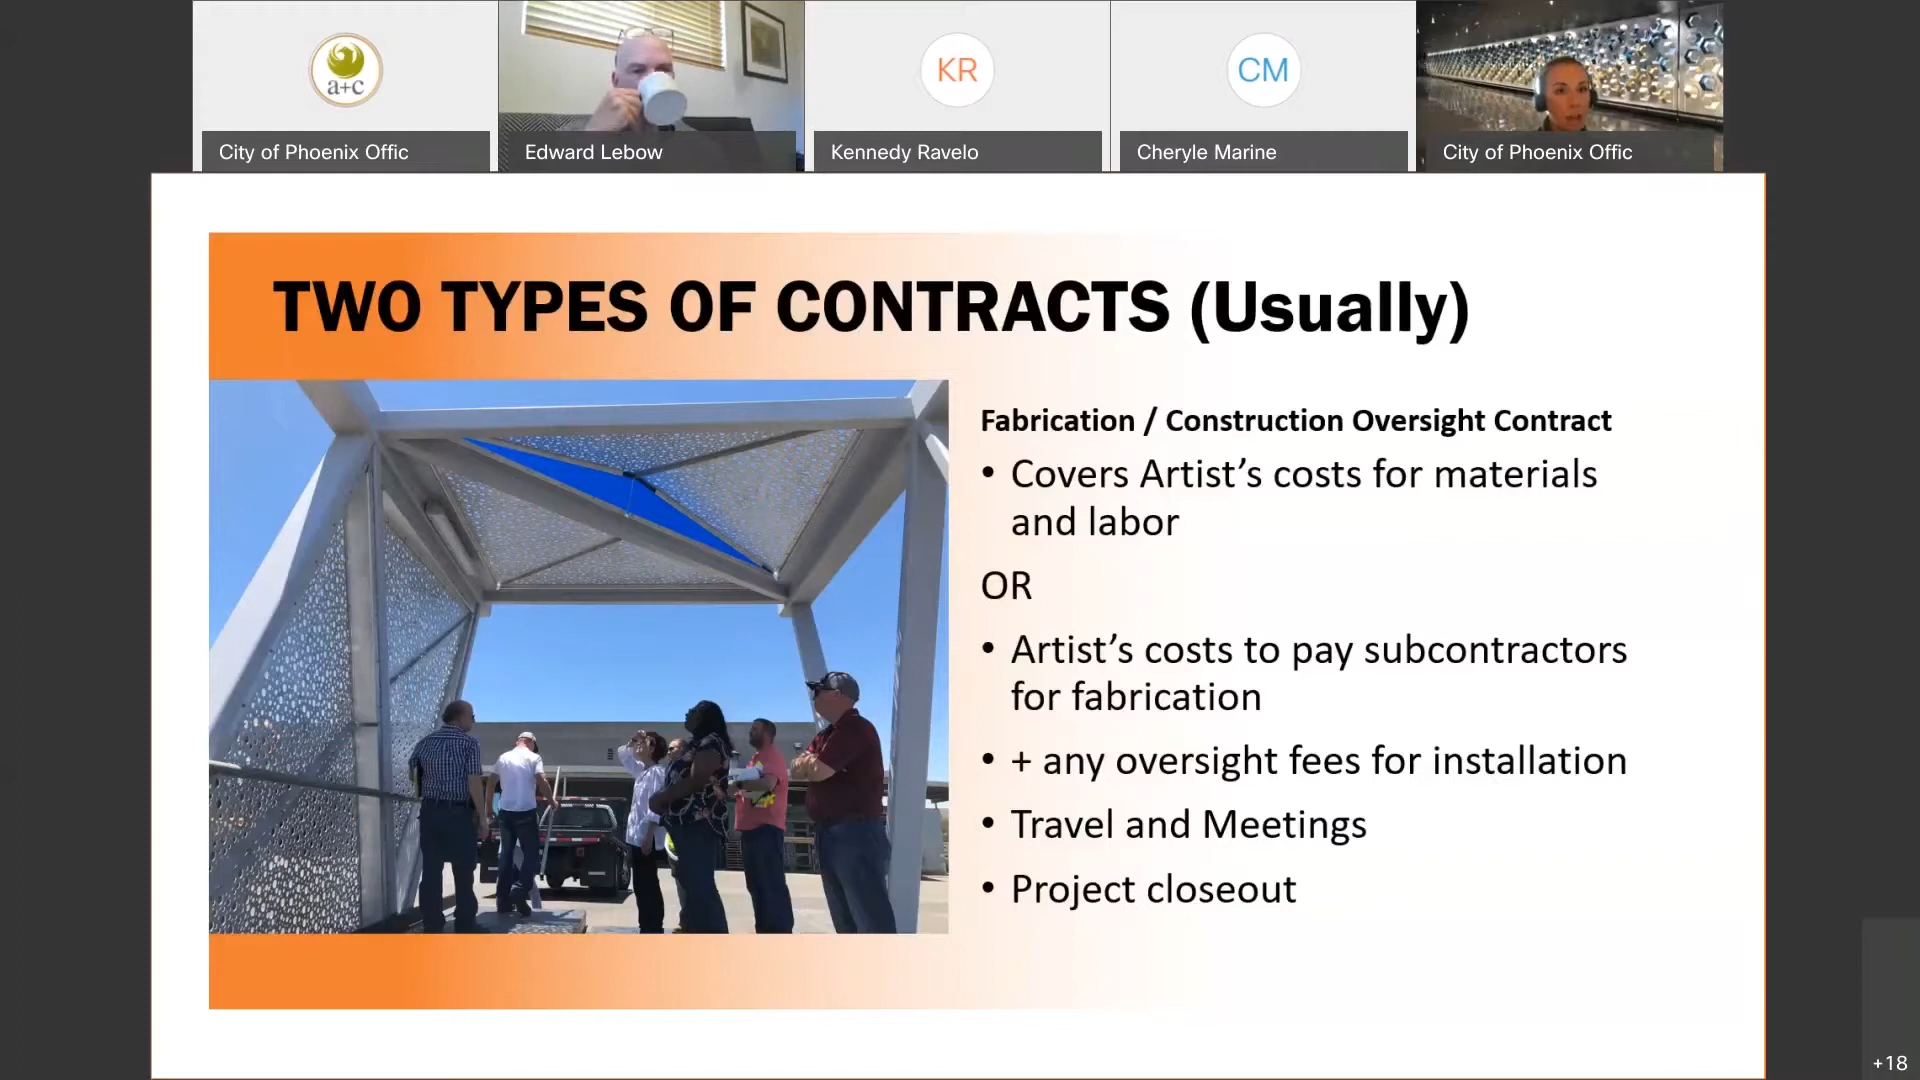 a+c
KR
CM
City of Phoenix Offic
Edward Lebow
Kennedy Ravelo
Cheryle Marine
City of Phoenix Offic
TWO TYPES OF CONTRACTS (Usually)
Fabrication / Construction Oversight Contract
• Covers Artist’s costs for materials
and labor
OR
• Artist’s costs to pay subcontractors
for fabrication
• + any oversight fees for installation
• Travel and Meetings
• Project closeout
+18